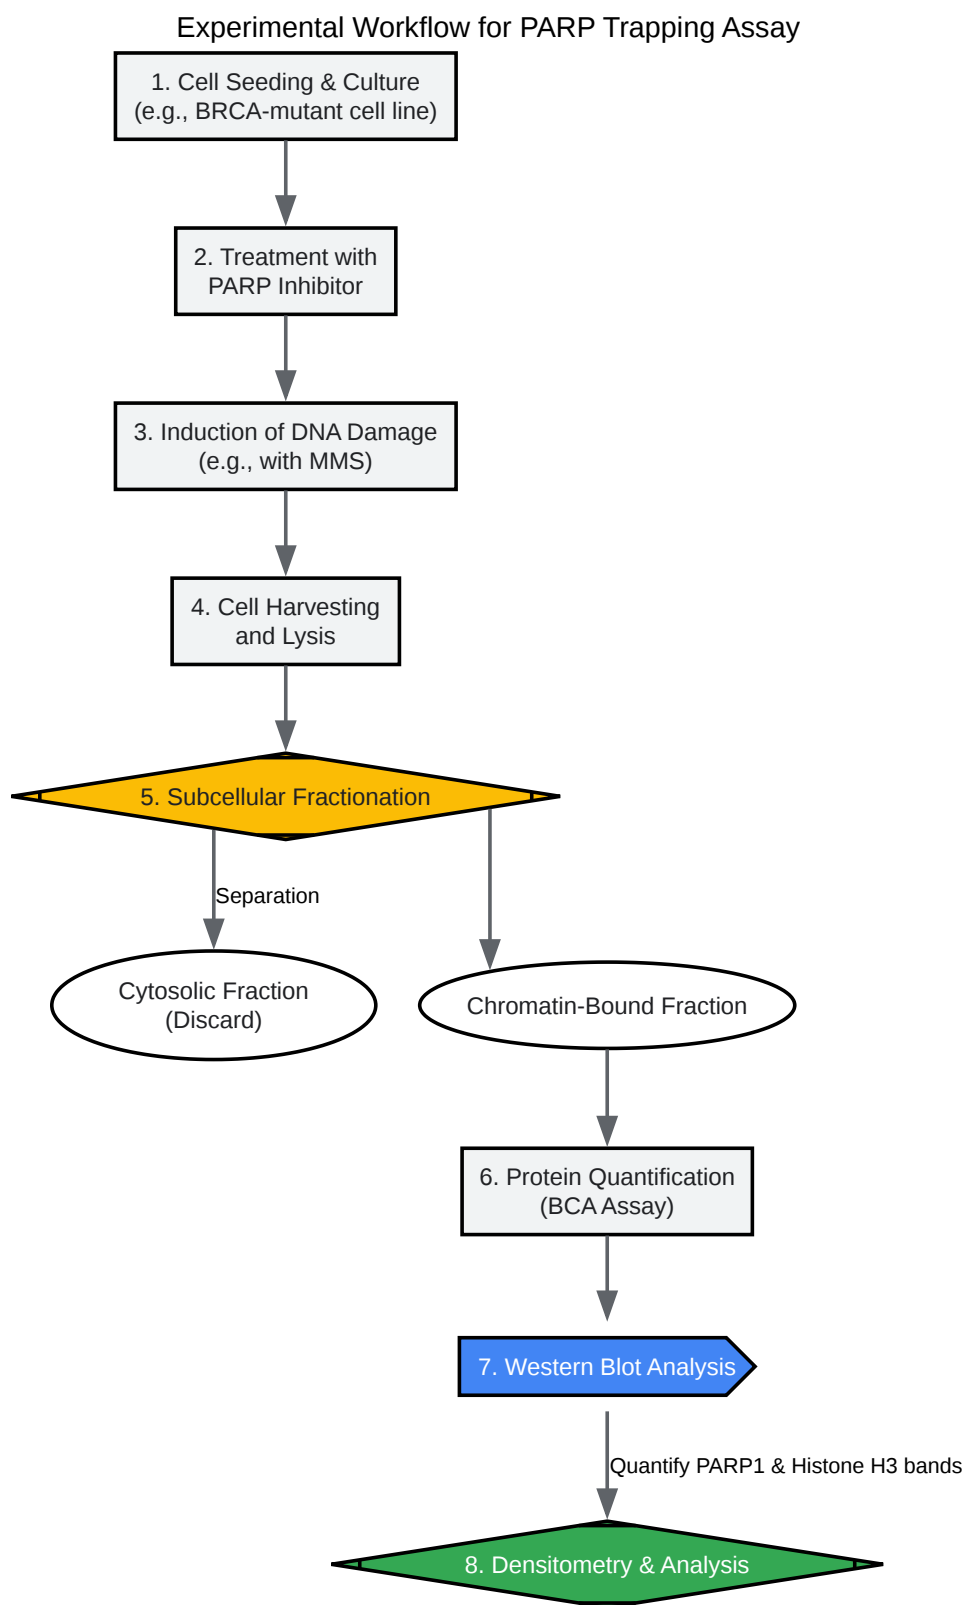 Experimental Workflow for PARP Trapping Assay
1. Cell Seeding & Culture
(e.g., BRCA-mutant cell line)
2. Treatment with
PARP Inhibitor
3. Induction of DNA Damage
(e.g., with MMS)
4. Cell Harvesting
and Lysis
5. Subcellular Fractionation
Separation
Cytosolic Fraction
(Discard)
Chromatin-Bound Fraction
6. Protein Quantification
(BCA Assay)
7. Western Blot Analysis
Quantify PARP1 & Histone H3 bands
8. Densitometry & Analysis